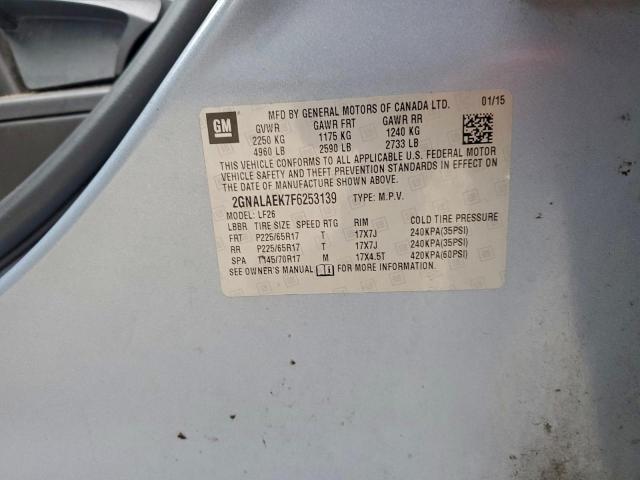 GM
MFD BY GENERAL MOTORS OF CANADA LTD. 01/15
GVWR GAWR FRT GAWR RR
2250 KG 1175 KG 1240 KG
4960 LB 2590 LB 2733 LB
THIS VEHICLE CONFORMS TO ALL APPLICABLE U.S. FEDERAL MOTOR
VEHICLE SAFETY AND THEFT PREVENTION STANDARDS IN EFFECT ON THE
DATE OF MANUFACTURE SHOWN ABOVE.
2GNALAEK7F6253139 TYPE: M.P.V.
MODEL: LF26
LBBR TIRE SIZE SPEED RTG RIM COLD TIRE PRESSURE
FRT P225/65R17 T 17X7J 240KPA(35PSI)
RR P225/65R17 T 17X7J 240KPA(35PSI)
SPA T145/70R17 M 17X4.5T 420KPA(60PSI)
SEE OWNER'S MANUAL FOR MORE INFORMATION.